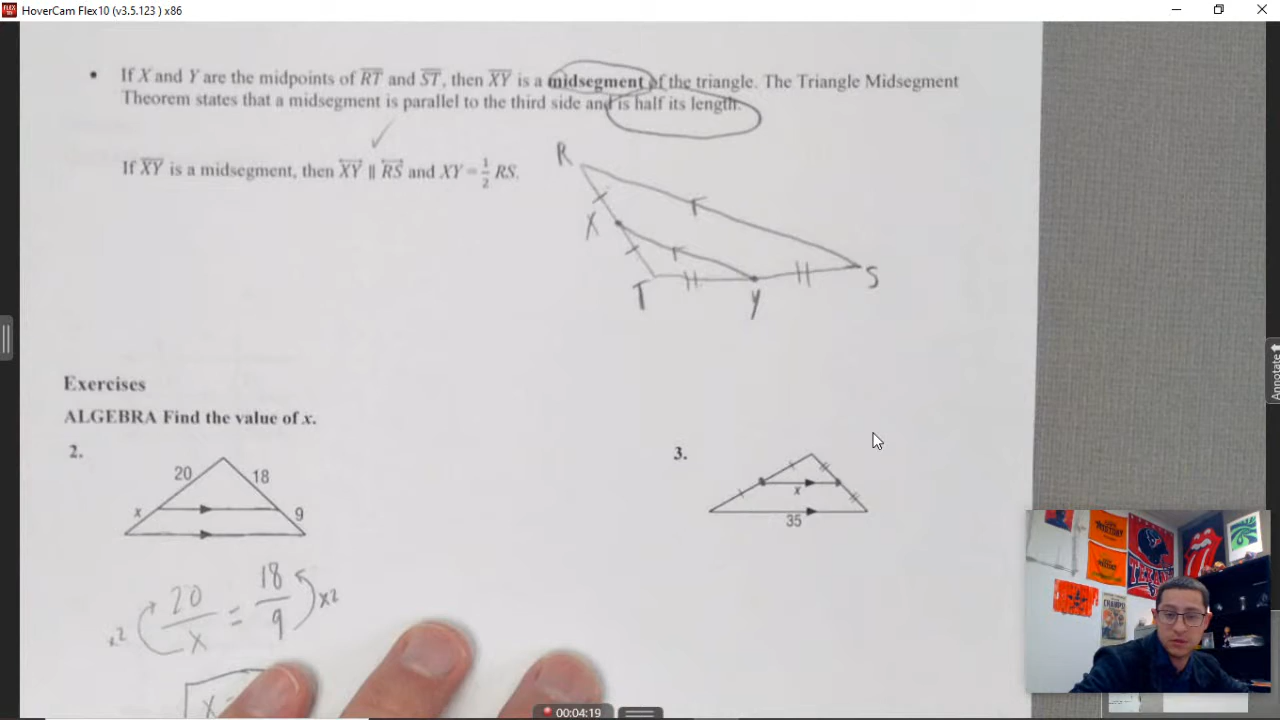 HoverCam Flex10 (v3.5.123) x86
• If X and Y are the midpoints of RT and ST, then XY is a midsegment of the triangle. The Triangle Midsegment
Theorem states that a midsegment is parallel to the third side and is half its length.
If XY is a midsegment, then XY ∥ RS and XY = 1/2 RS.
R
X
T
Y
S
Annotate
Exercises
ALGEBRA Find the value of x.
2.
20
18
x
9
3.
x
35
x2 20/x = 18/9 x2
x
TEXANS
00:04:19